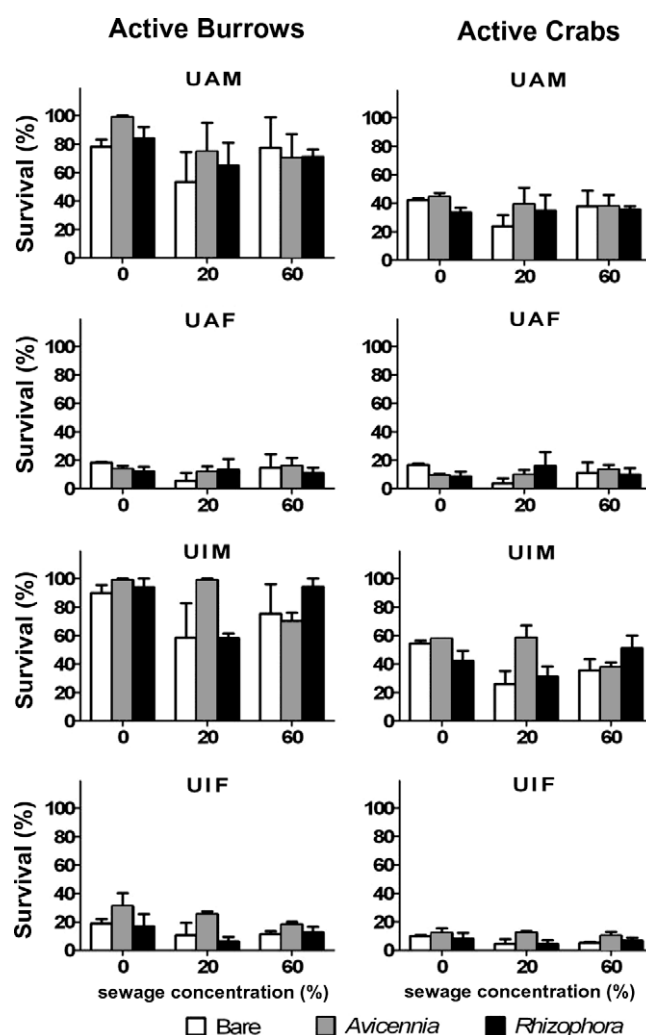 Active Burrows Active Crabs
UAM UAM
Survival (%)
100 100
80 80
60 60
40 40
20 20
0 0
0 20 60 0 20 60
UAF UAF
Survival (%)
100 100
80 80
60 60
40 40
20 20
0 0
0 20 60 0 20 60
UIM UIM
Survival (%)
100 100
80 80
60 60
40 40
20 20
0 0
0 20 60 0 20 60
UIF UIF
Survival (%)
100 100
80 80
60 60
40 40
20 20
0 0
0 20 60 0 20 60
sewage concentration (%) sewage concentration (%)
Bare Avicennia Rhizophora